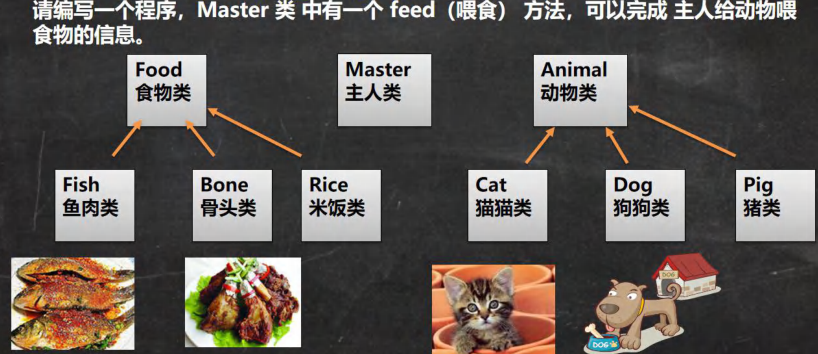 请编写一个程序，Master 类 中有一个 feed（喂食） 方法，可以完成 主人给动物喂
食物的信息。
Food
食物类
Master
主人类
Animal
动物类
Fish
鱼肉类
Bone
骨头类
Rice
米饭类
Cat
猫猫类
Dog
狗狗类
Pig
猪类
DOG
DOG